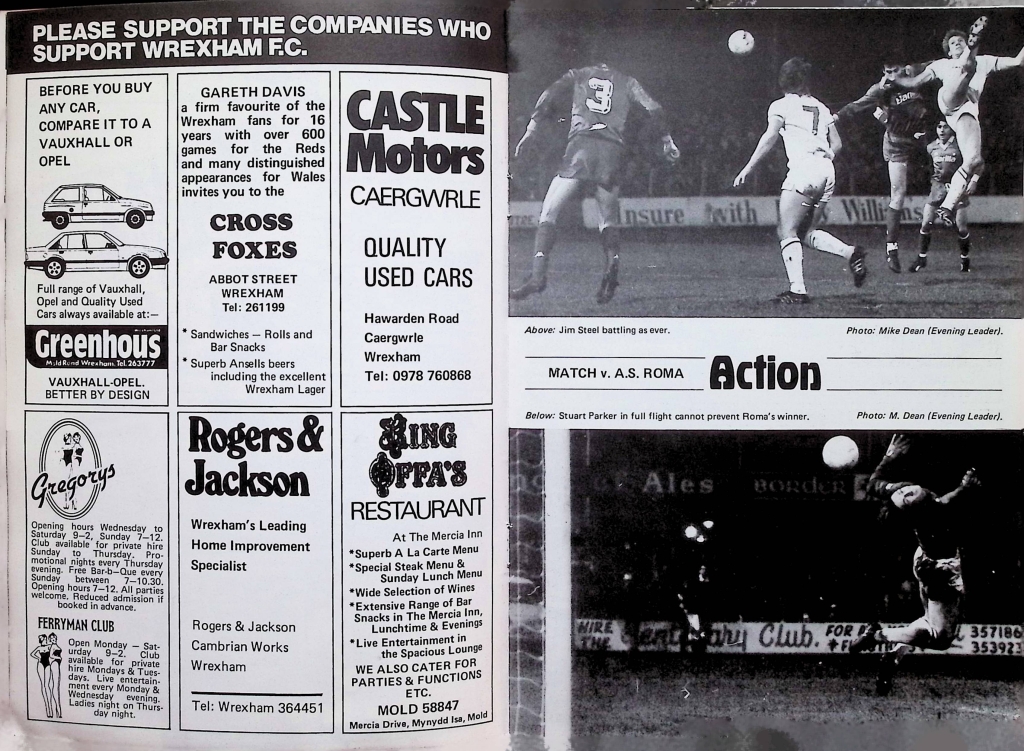 PLEASE SUPPORT THE COMPANIES WHO
SUPPORT WREXHAM F.C.
BEFORE YOU BUY
ANY CAR,
COMPARE IT TO A
VAUXHALL OR
OPEL
Full range of Vauxhall,
Opel and Quality Used
Cars always available at:—
Greenhous
Mold Road Wrexham. Tel. 263777
VAUXHALL-OPEL.
BETTER BY DESIGN
GARETH DAVIS
a firm favourite of the
Wrexham fans for 16
years with over 600
games for the Reds
and many distinguished
appearances for Wales
invites you to the
CROSS
FOXES
ABBOT STREET
WREXHAM
Tel: 261199
* Sandwiches — Rolls and
Bar Snacks
* Superb Ansells beers
including the excellent
Wrexham Lager
CASTLE
Motors
CAERGWRLE
QUALITY
USED CARS
Hawarden Road
Caergwrle
Wrexham
Tel: 0978 760868
Gregorys
Opening hours Wednesday to
Saturday 9—2, Sunday 7—12.
Club available for private hire
Sunday to Thursday. Pro-
motional nights every Thursday
evening. Free Bar-b-Que every
Sunday between 7—10.30.
Opening hours 7—12. All parties
welcome. Reduced admission if
booked in advance.
FERRYMAN CLUB
Open Monday — Sat-
urday 9—2. Club
available for private
hire Mondays & Tues-
days. Live entertain-
ment every Monday &
Wednesday evening.
Ladies night on Thurs-
day night.
Rogers &
Jackson
Wrexham's Leading
Home Improvement
Specialist
Rogers & Jackson
Cambrian Works
Wrexham
Tel: Wrexham 364451
KING
OFFA'S
RESTAURANT
At The Mercia Inn
*Superb A La Carte Menu
*Special Steak Menu &
Sunday Lunch Menu
*Wide Selection of Wines
*Extensive Range of Bar
Snacks in The Mercia Inn,
Lunchtime & Evenings
*Live Entertainment in
the Spacious Lounge
WE ALSO CATER FOR
PARTIES & FUNCTIONS
ETC.
MOLD 58847
Mercia Drive, Mynydd Isa, Mold
3
7
Insure with Williams
Above: Jim Steel battling as ever.
Photo: Mike Dean (Evening Leader).
MATCH v. A.S. ROMA
Action
Below: Stuart Parker in full flight cannot prevent Roma's winner.
Photo: M. Dean (Evening Leader).
Ales
BORDER
HIRE
THE
Centenary Club.
FOR
357186
353923